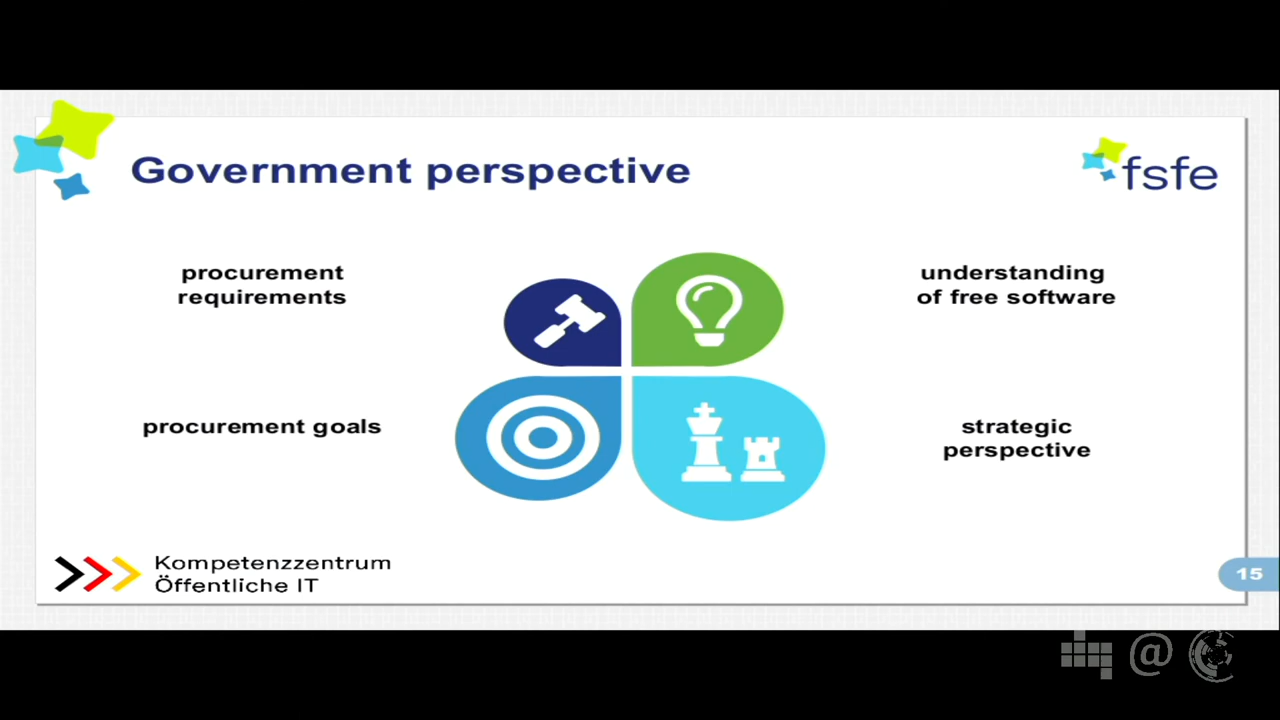 Government perspective
fsfe
procurement
requirements
understanding
of free software
procurement goals
strategic
perspective
Kompetenzzentrum
Öffentliche IT
15
@